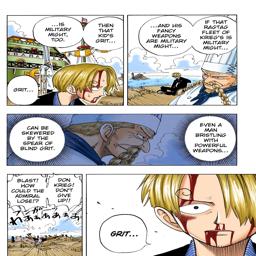 IF THAT
RAGTAG
FLEET OF
KRIEG'S IS
MILITARY
MIGHT...
...AND HIS
FANCY
WEAPONS
ARE MILITARY
MIGHT...
THEN
THAT
KID'S
GRIT...
...IS
MILITARY
MIGHT,
TOO.
GRIT...
EVEN A
MAN
BRISTLING
WITH
POWERFUL
WEAPONS...
CAN BE
SKEWERED
BY THE
SPEAR OF
BLIND GRIT.
GRIT...
DON
KRIEG!
DON'T
GIVE
UP!!
BLAST!
HOW
COULD THE
ADMIRAL
LOSE!?